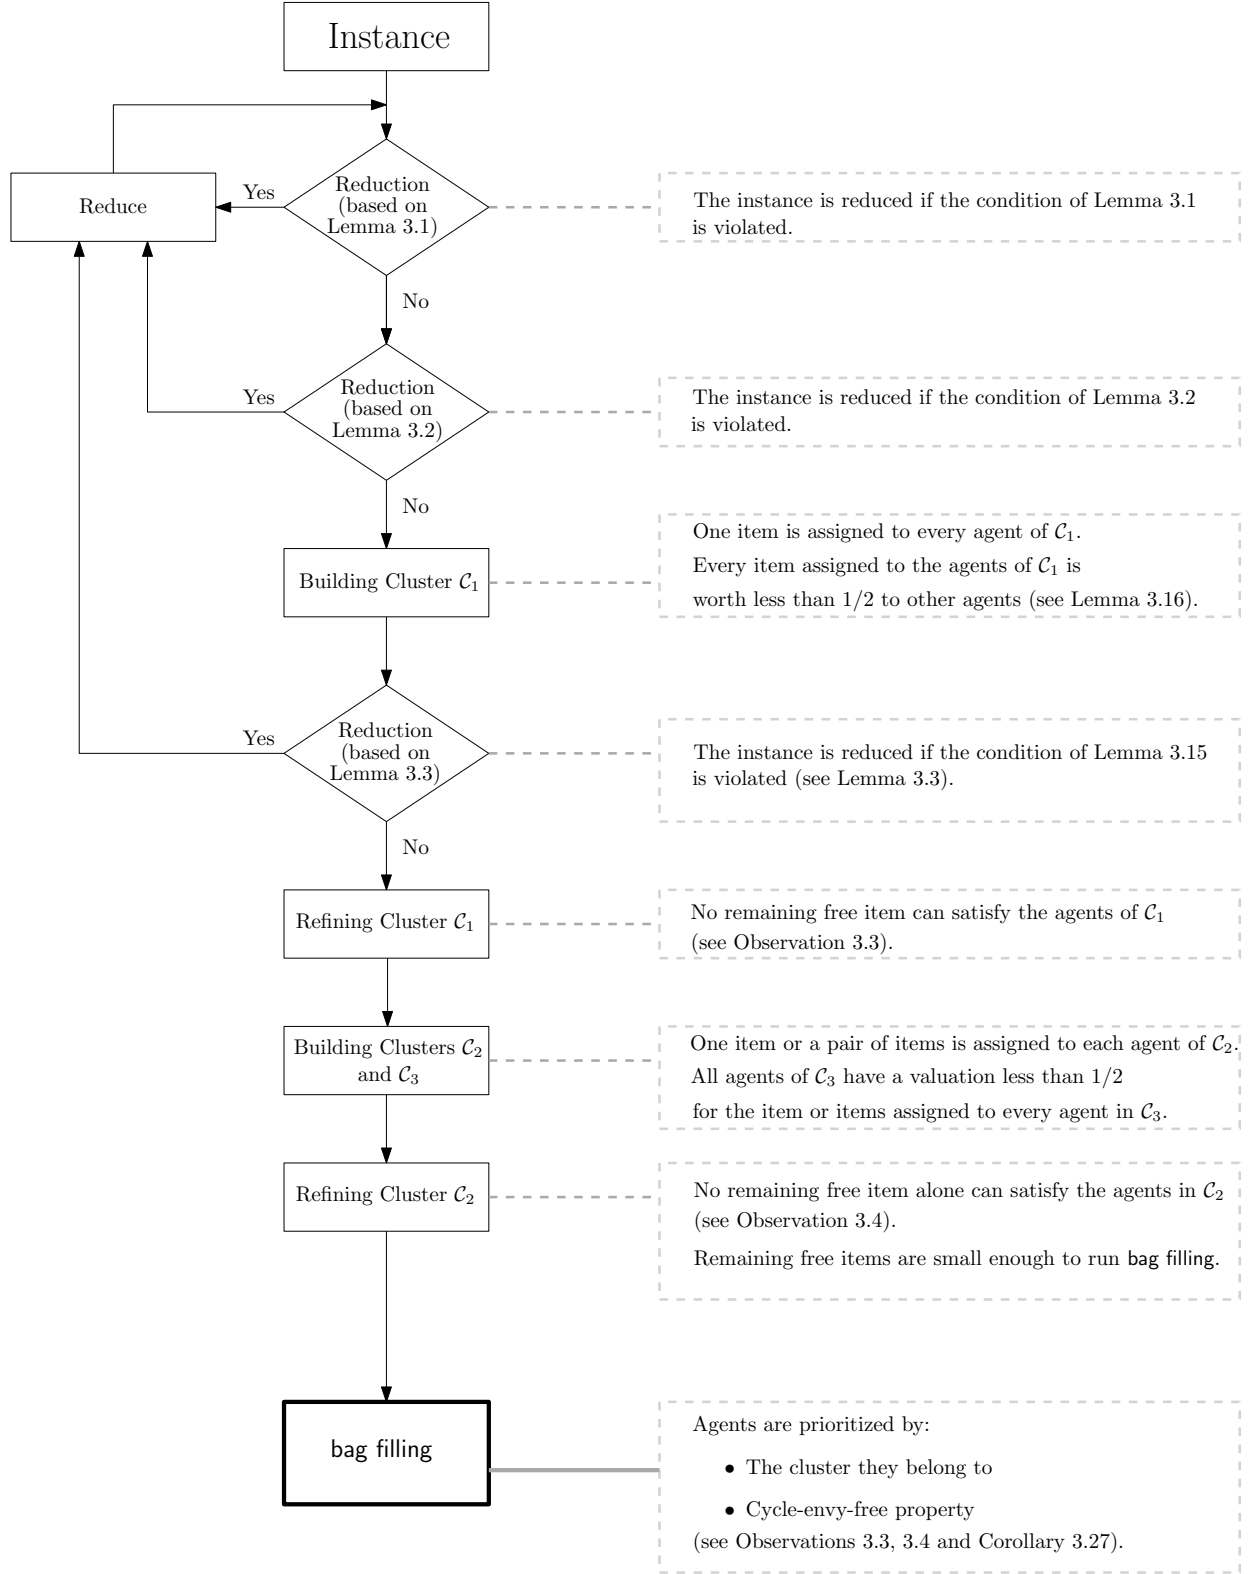 Instance
Reduce
Yes
Reduction
(based on
Lemma 3.1)
The instance is reduced if the condition of Lemma 3.1
is violated.
No
Yes
Reduction
(based on
Lemma 3.2)
The instance is reduced if the condition of Lemma 3.2
is violated.
No
Building Cluster 𝒞₁
One item is assigned to every agent of 𝒞₁.
Every item assigned to the agents of 𝒞₁ is
worth less than 1/2 to other agents (see Lemma 3.16).
Yes
Reduction
(based on
Lemma 3.3)
The instance is reduced if the condition of Lemma 3.15
is violated (see Lemma 3.3).
No
Refining Cluster 𝒞₁
No remaining free item can satisfy the agents of 𝒞₁
(see Observation 3.3).
Building Clusters 𝒞₂
and 𝒞₃
One item or a pair of items is assigned to each agent of 𝒞₂.
All agents of 𝒞₃ have a valuation less than 1/2
for the item or items assigned to every agent in 𝒞₃.
Refining Cluster 𝒞₂
No remaining free item alone can satisfy the agents in 𝒞₂
(see Observation 3.4).
Remaining free items are small enough to run bag filling.
bag filling
Agents are prioritized by:
• The cluster they belong to
• Cycle-envy-free property
(see Observations 3.3, 3.4 and Corollary 3.27).